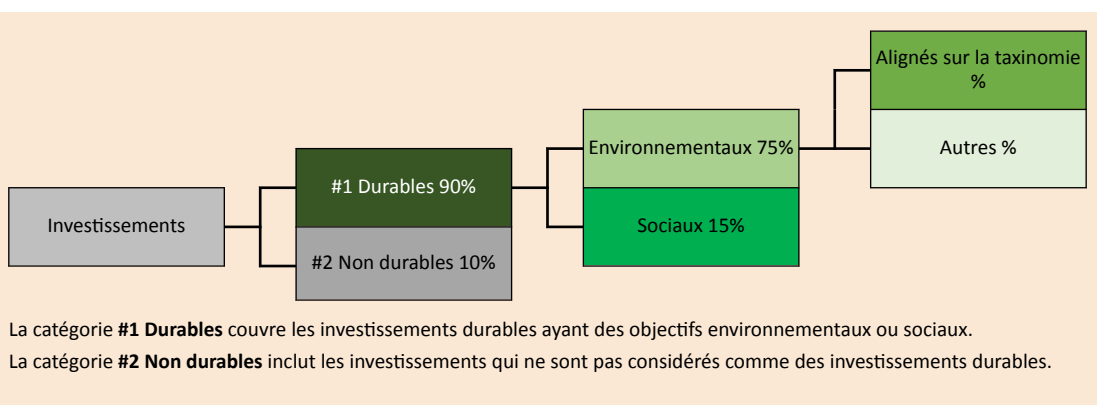 Alignés sur la taxinomie
%
Environnementaux 75%
Autres %
#1 Durables 90%
Investissements
Sociaux 15%
#2 Non durables 10%
La catégorie #1 Durables couvre les investissements durables ayant des objectifs environnementaux ou sociaux.
La catégorie #2 Non durables inclut les investissements qui ne sont pas considérés comme des investissements durables.